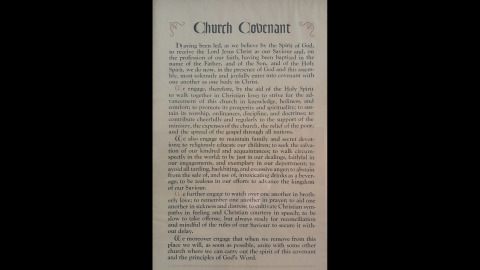 Church Covenant
Having been led, as we believe by the Spirit of God,
to receive the Lord Jesus Christ as our Saviour and, on
the profession of our faith, having been baptized in the
name of the Father, and of the Son, and of the Holy
Spirit, we do now, in the presence of God and this assem-
bly, most solemnly and joyfully enter into covenant with
one another as one body in Christ.
We engage, therefore, by the aid of the Holy Spirit
to walk together in Christian love; to strive for the ad-
vancement of this church in knowledge, holiness, and
comfort; to promote its prosperity and spirituality; to sus-
tain its worship, ordinances, discipline, and doctrines; to
contribute cheerfully and regularly to the support of the
ministry, the expenses of the church, the relief of the poor,
and the spread of the gospel through all nations.
We also engage to maintain family and secret devo-
tions; to religiously educate our children; to seek the salva-
tion of our kindred and acquaintances; to walk circum-
spectly in the world; to be just in our dealings, faithful in
our engagements, and exemplary in our deportment; to
avoid all tattling, backbiting, and excessive anger; to abstain
from the sale of, and use of, intoxicating drinks as a bever-
age; to be zealous in our efforts to advance the kingdom
of our Saviour.
We further engage to watch over one another in broth-
erly love; to remember one another in prayer; to aid one
another in sickness and distress; to cultivate Christian sym-
pathy in feeling and Christian courtesy in speech; to be
slow to take offense, but always ready for reconciliation
and mindful of the rules of our Saviour to secure it with
out delay.
We moreover engage that when we remove from this
place we will, as soon as possible, unite with some other
church where we can carry out the spirit of this covenant
and the principles of God's Word.